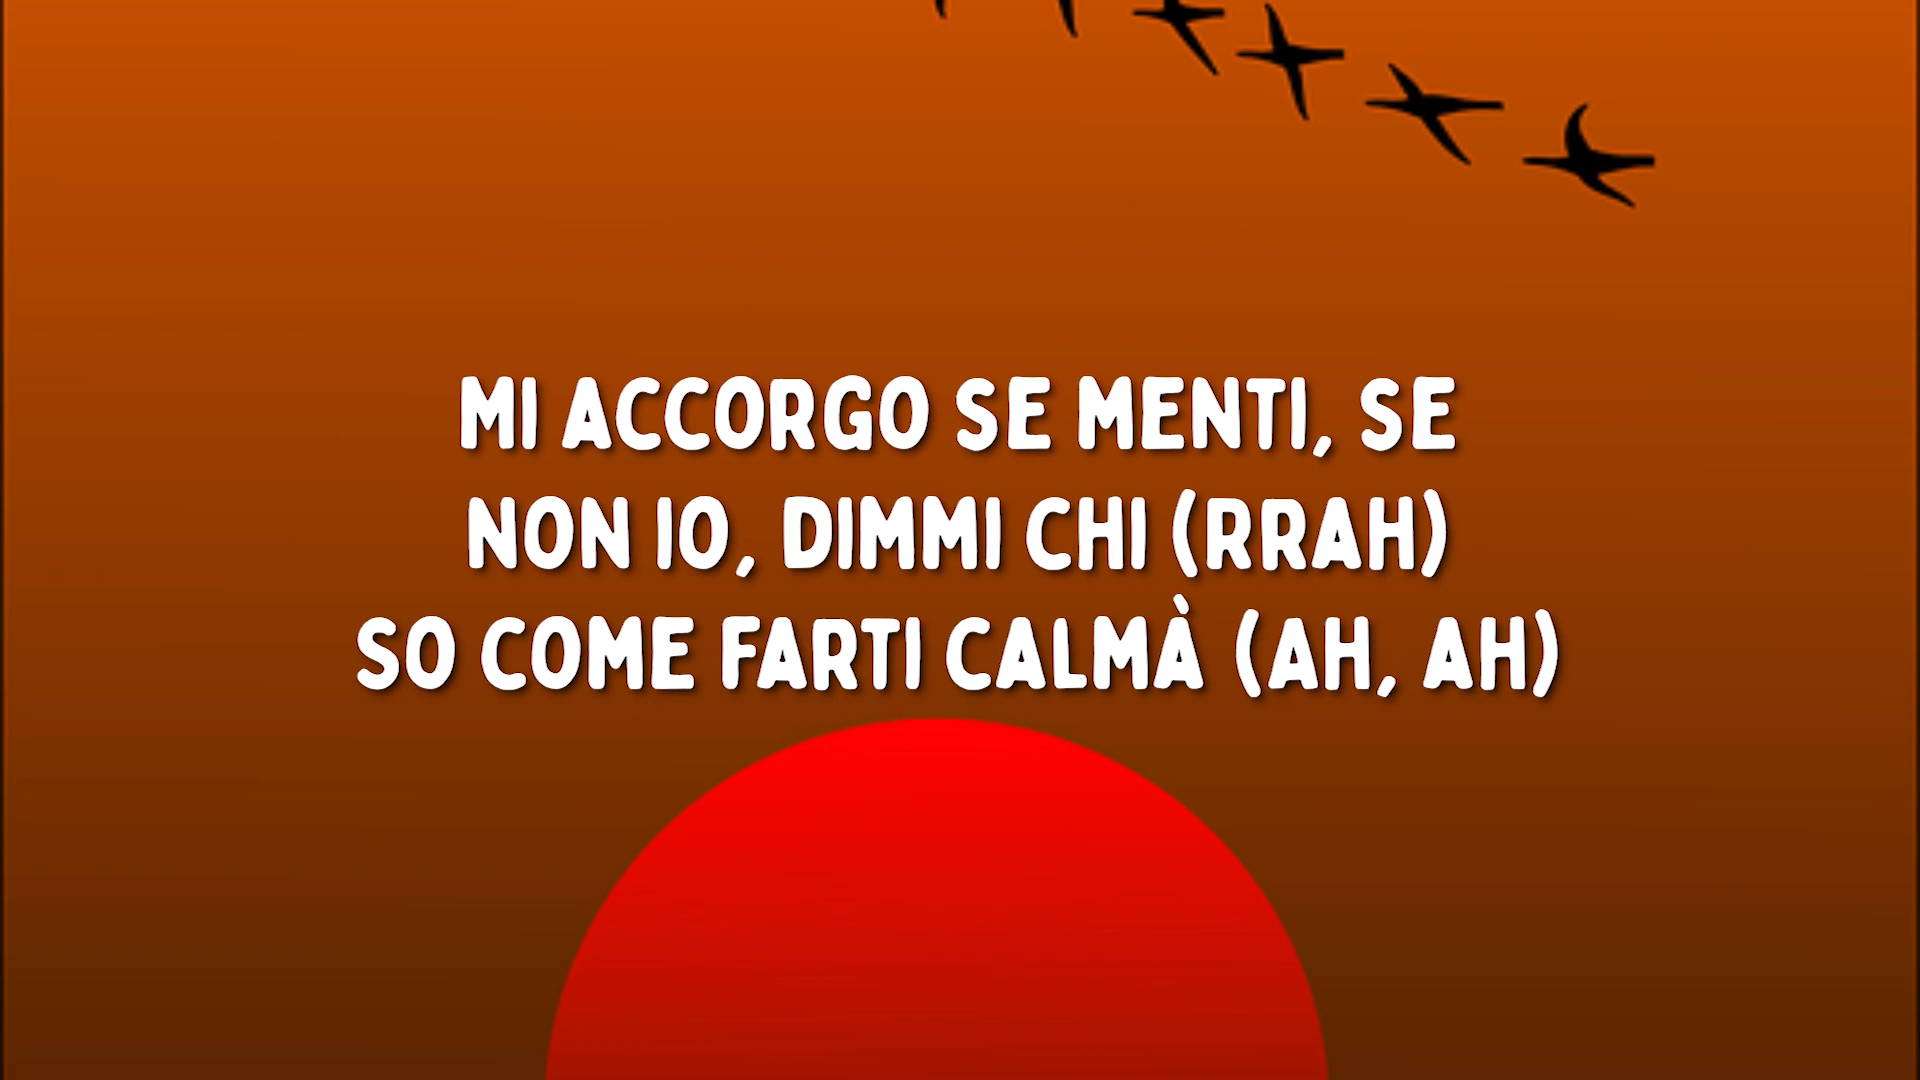 MI ACCORGO SE MENTI, SE
NON IO, DIMMI CHI (RRAH)
SO COME FARTI CALMÀ (AH, AH)